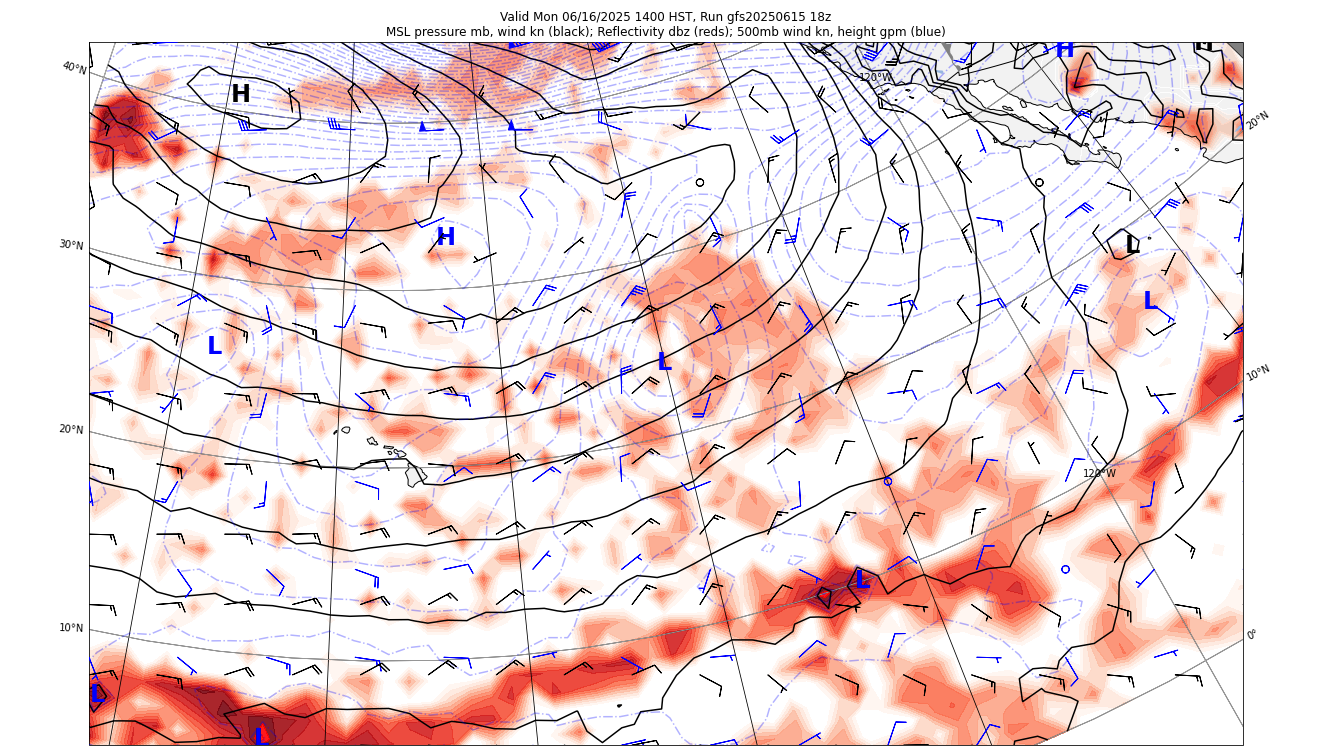 Valid Mon 06/16/2025 1400 HST, Run gfs20250615 18z
MSL pressure mb, wind kn (black); Reflectivity dbz (reds); 500mb wind kn, height gpm (blue)
H
H
40°N
120°W
H
20°N
30°N
H
L
L
L
L
10°N
20°N
120°W
L
10°N
0°
L
L